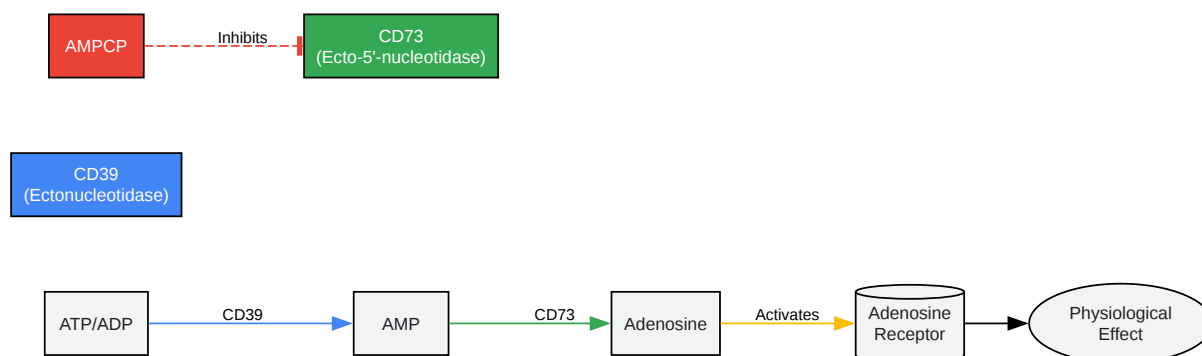 AMPCP
Inhibits
CD73
(Ecto-5'-nucleotidase)
CD39
(Ectonucleotidase)
ATP/ADP
CD39
AMP
CD73
Adenosine
Activates
Adenosine
Receptor
Physiological
Effect